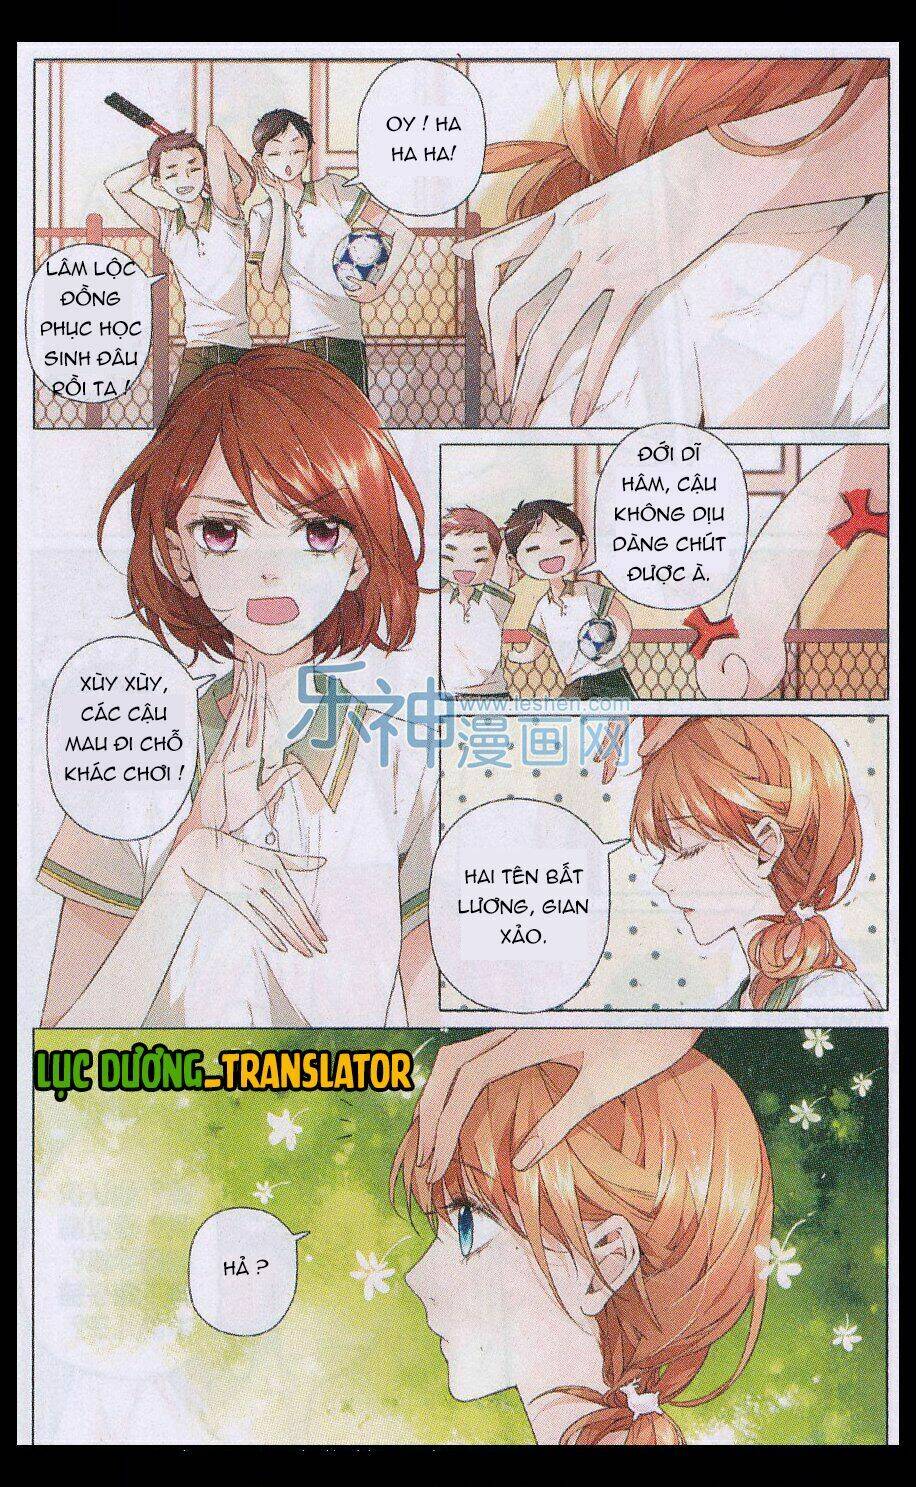 OY ! HA
HA HA!
LÂM LỘC
ĐỒNG
PHỤC HỌC
SINH ĐÂU
RỒI TA !
ĐỚI DĨ
HÂM, CẬU
KHÔNG DỊU
DÀNG CHÚT
ĐƯỢC À.
XÙY XÙY,
CÁC CẬU
MAU ĐI CHỖ
KHÁC CHƠI !
乐神
www.leshen.com
漫画网
HAI TÊN BẤT
LƯƠNG, GIAN
XẢO.
LỤC DƯƠNG_TRANSLATOR
HẢ ?